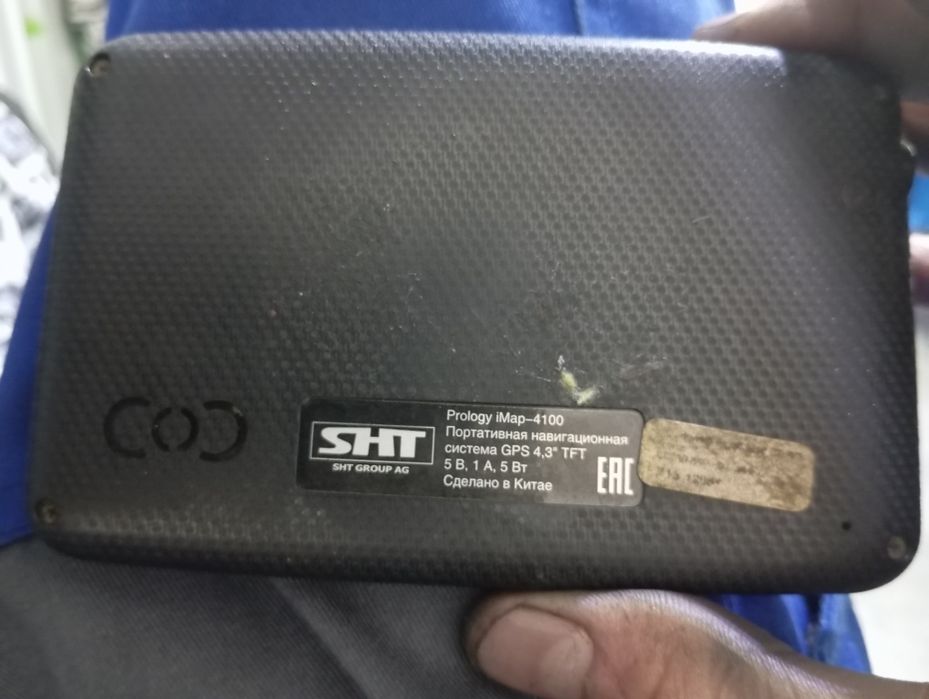 SHT
SHT GROUP AG
Prology iMap–4100
Портативная навигационная
система GPS 4,3" TFT
5 В, 1 А, 5 Вт
Сделано в Китае
EAC